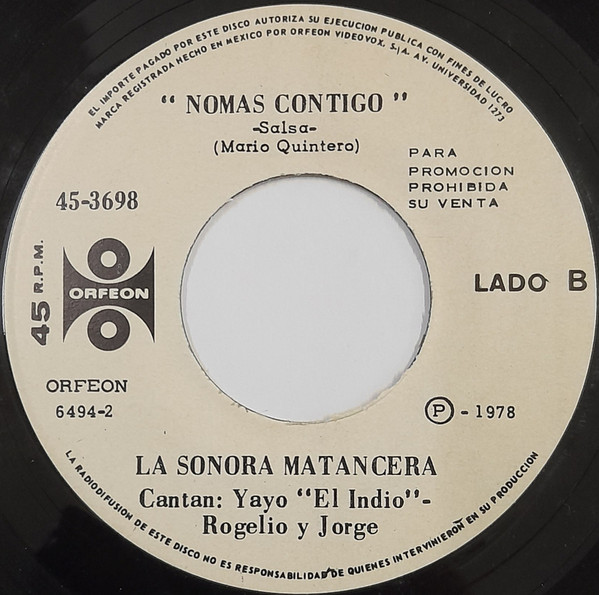 EL IMPORTE PAGADO POR ESTE DISCO AUTORIZA SU EJECUCION PUBLICA CON FINES DE LUCRO
MARCA REGISTRADA HECHO EN MEXICO POR ORFEON VIDEOVOX, S.A. AV. UNIVERSIDAD 1273
" NOMAS CONTIGO "
-Salsa-
(Mario Quintero)
PARA
PROMOCION
PROHIBIDA
SU VENTA
45-3698
45 R.P.M.
ORFEON
LADO B
ORFEON
6494-2
Ⓟ - 1978
LA SONORA MATANCERA
Cantan: Yayo "El Indio"-
Rogelio y Jorge
LA RADIODIFUSION DE ESTE DISCO NO ES RESPONSABILIDAD DE QUIENES INTERVINIERON EN SU PRODUCCION